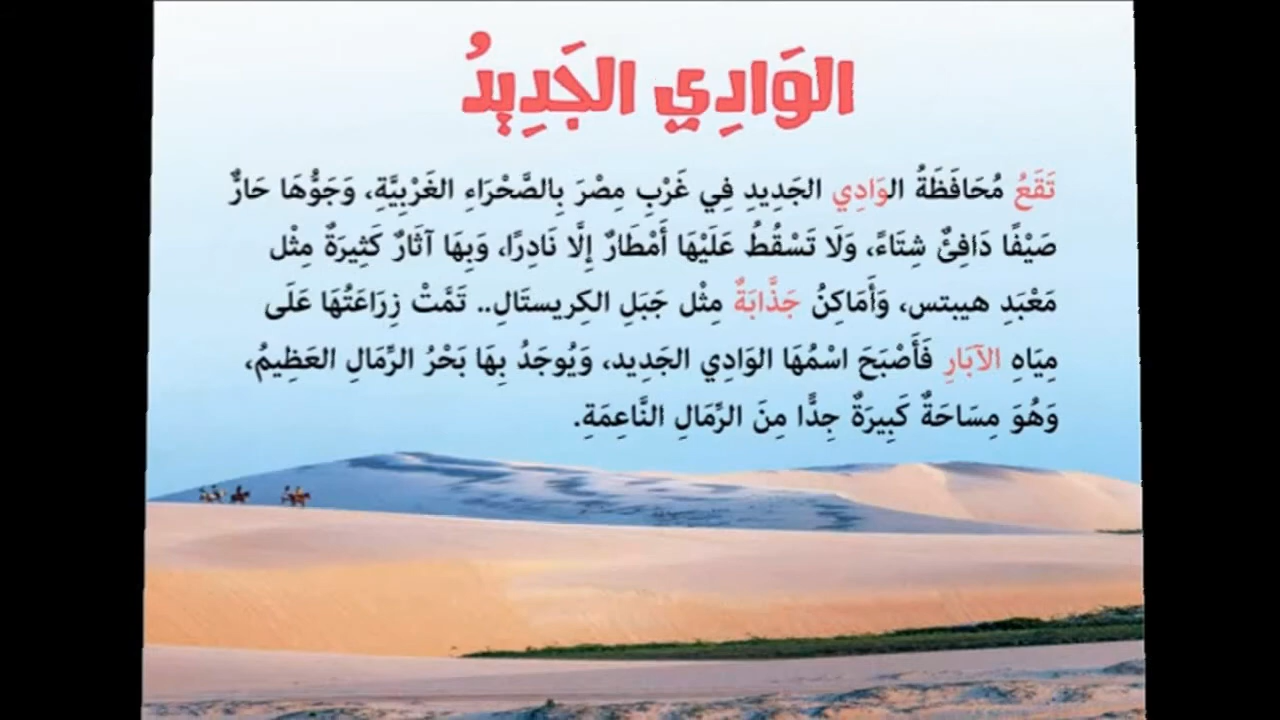 الوَادِي الجَدِيدُ
تَقَعُ مُحَافَظَةُ الوَادِي الجَدِيدِ فِي غَرْبِ مِصْرَ بِالصَّحْرَاءِ الغَرْبِيَّةِ، وَجَوُّهَا حَارٌّ
صَيْفًا دَافِئٌ شِتَاءً، وَلَا تَسْقُطُ عَلَيْهَا أَمْطَارٌ إِلَّا نَادِرًا، وَبِهَا آثَارٌ كَثِيرَةٌ مِثْل
مَعْبَدِ هيبتس، وَأَمَاكِنُ جَذَّابَةٌ مِثْل جَبَلِ الكِريستَالِ.. تَمَّتْ زِرَاعَتُهَا عَلَى
مِيَاهِ الآبَارِ فَأَصْبَحَ اسْمُهَا الوَادِي الجَدِيد، وَيُوجَدُ بِهَا بَحْرُ الرِّمَالِ العَظِيمُ،
وَهُوَ مِسَاحَةٌ كَبِيرَةٌ جِدًّا مِنَ الرِّمَالِ النَّاعِمَةِ.